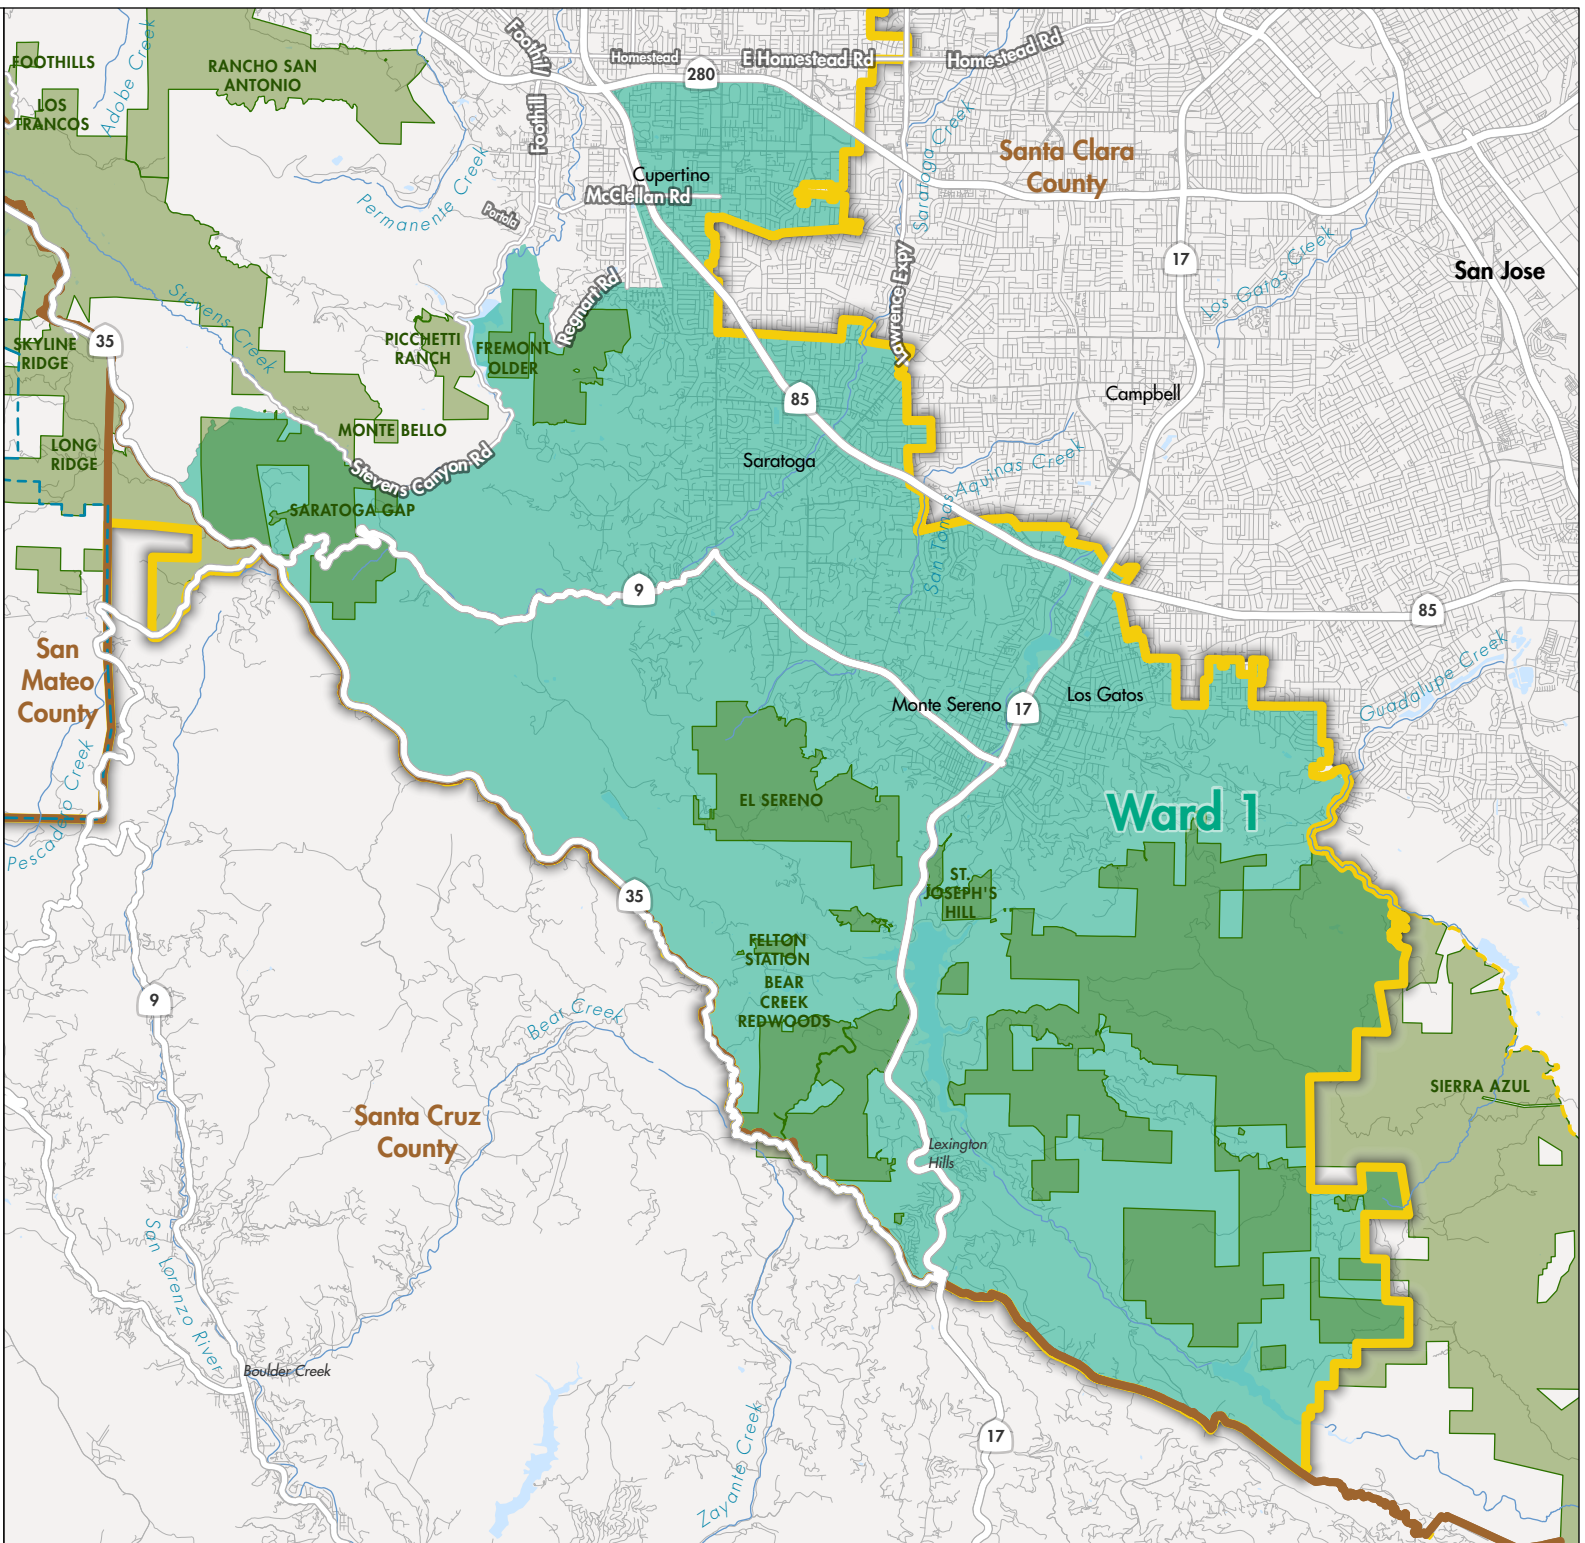 Foothill
Homestead
E Homestead Rd
Homestead Rd
280
FOOTHILLS
RANCHO SAN
ANTONIO
LOS
TRANCOS
Adobe Creek
Foothill
Saratoga Creek
Santa Clara
County
Permanente Creek
Cupertino
McClellan Rd
Portola
17
San Jose
Los Gatos Creek
Lawrence Expy
Regnart Rd
Stevens Creek
35
SKYLINE
RIDGE
PICCHETTI
RANCH
FREMONT
OLDER
85
Campbell
MONTE BELLO
LONG
RIDGE
Stevens Canyon Rd
Saratoga
San Tomas Aquinas Creek
SARATOGA GAP
9
85
San
Mateo
County
Guadalupe Creek
Monte Sereno
17
Los Gatos
Pescadero Creek
EL SERENO
Ward 1
35
ST.
JOSEPH'S
HILL
FELTON
STATION
BEAR
CREEK
REDWOODS
9
Bear Creek
SIERRA AZUL
Santa Cruz
County
Lexington
Hills
San Lorenzo River
Boulder Creek
Zayante Creek
17